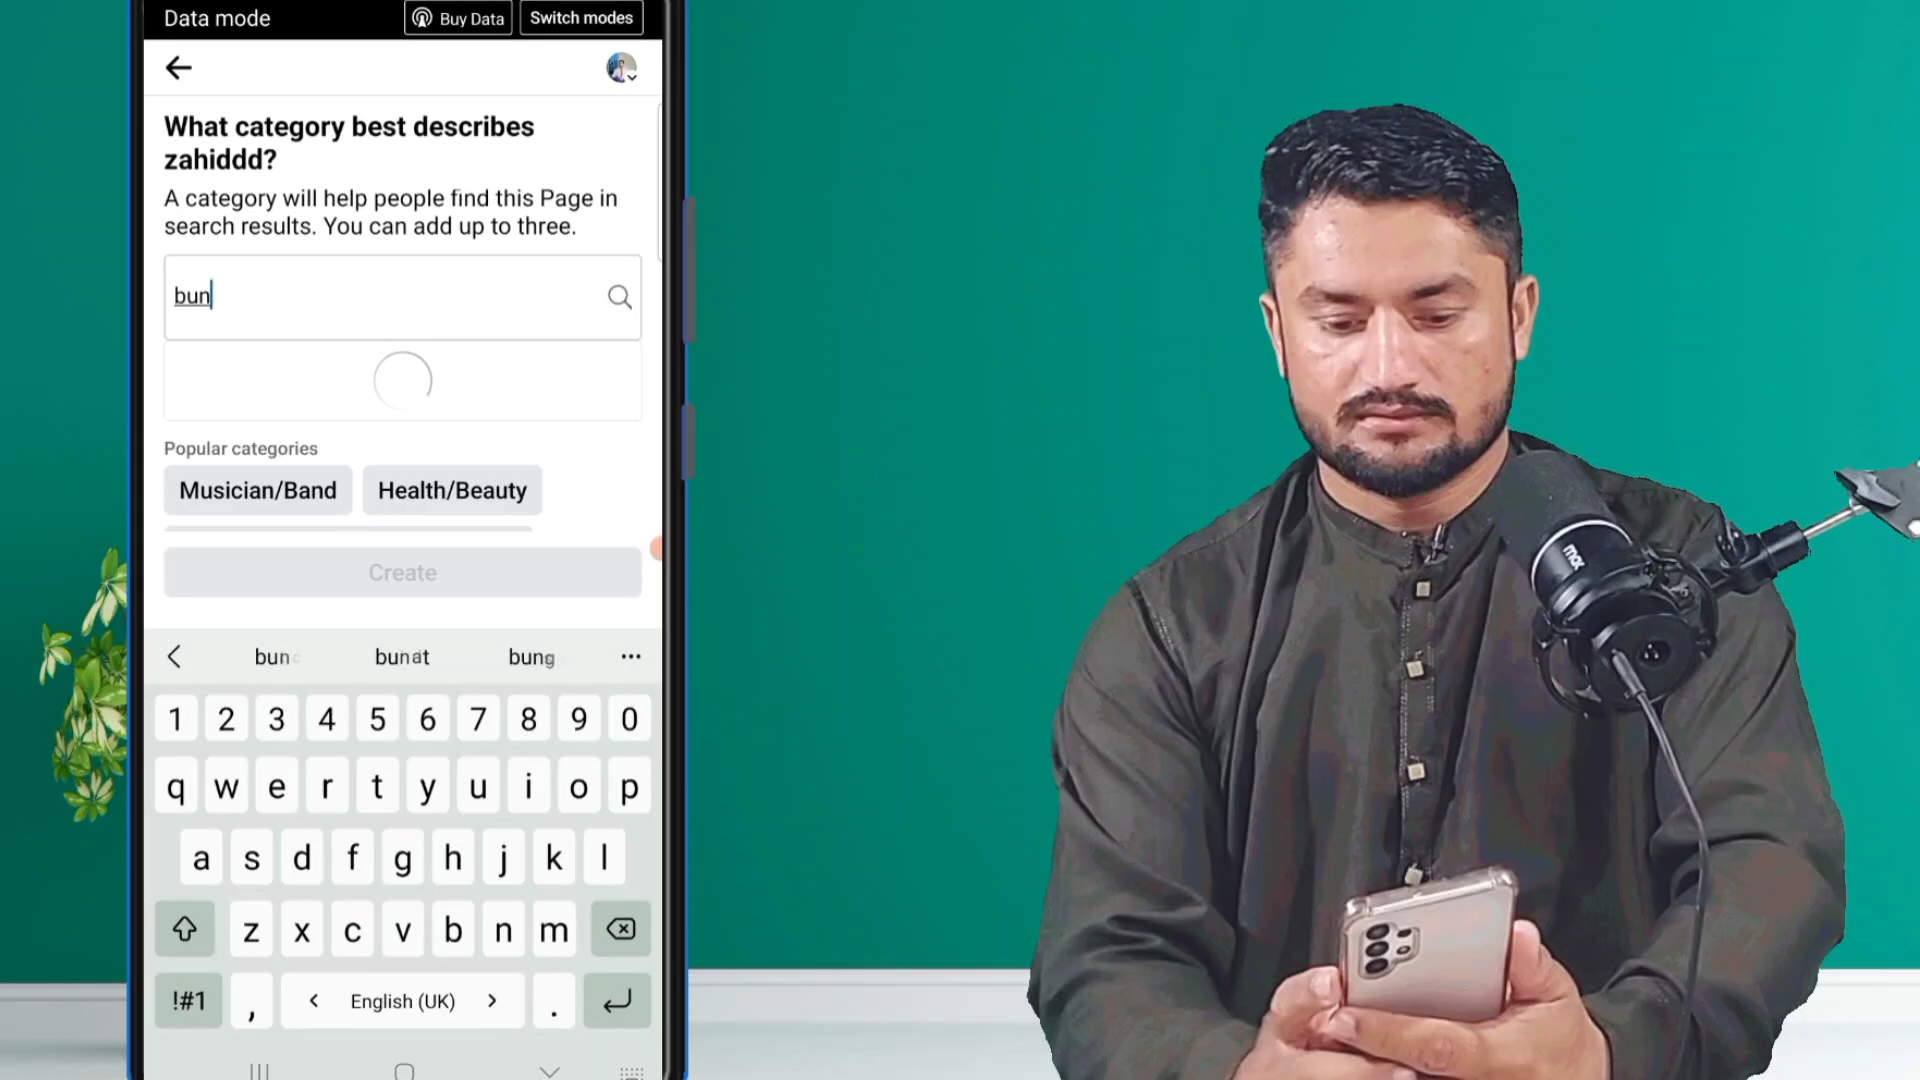 Data mode
Buy Data
Switch modes
What category best describes
zahiddd?
A category will help people find this Page in
search results. You can add up to three.
bun
Popular categories
Musician/Band
Health/Beauty
Create
bunc
bunat
bung
1 2 3 4 5 6 7 8 9 0
q w e r t y u i o p
a s d f g h j k l
z x c v b n m
!#1 , < English (UK) > .